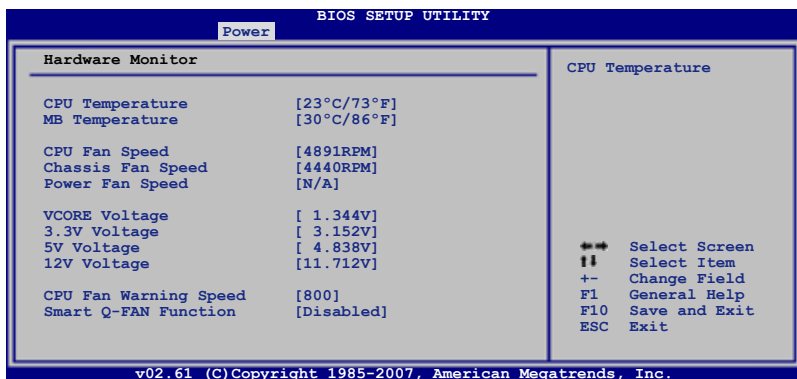 BIOS SETUP UTILITY
Power
Hardware Monitor
CPU Temperature [23°C/73°F]
MB Temperature [30°C/86°F]
CPU Fan Speed [4891RPM]
Chassis Fan Speed [4440RPM]
Power Fan Speed [N/A]
VCORE Voltage [ 1.344V]
3.3V Voltage [ 3.152V]
5V Voltage [ 4.838V]
12V Voltage [11.712V]
CPU Fan Warning Speed [800]
Smart Q-FAN Function [Disabled]
CPU Temperature
←→ Select Screen
↑↓ Select Item
+- Change Field
F1 General Help
F10 Save and Exit
ESC Exit
v02.61 (C)Copyright 1985-2007, American Megatrends, Inc.